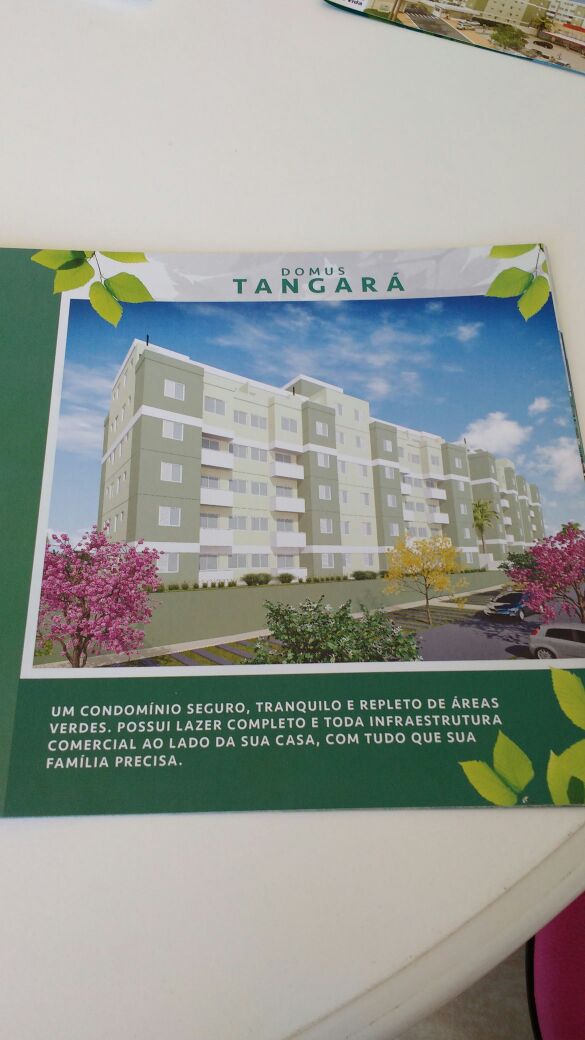 Vida
DOMUS
TANGARÁ
UM CONDOMÍNIO SEGURO, TRANQUILO E REPLETO DE ÁREAS
VERDES. POSSUI LAZER COMPLETO E TODA INFRAESTRUTURA
COMERCIAL AO LADO DA SUA CASA, COM TUDO QUE SUA
FAMÍLIA PRECISA.